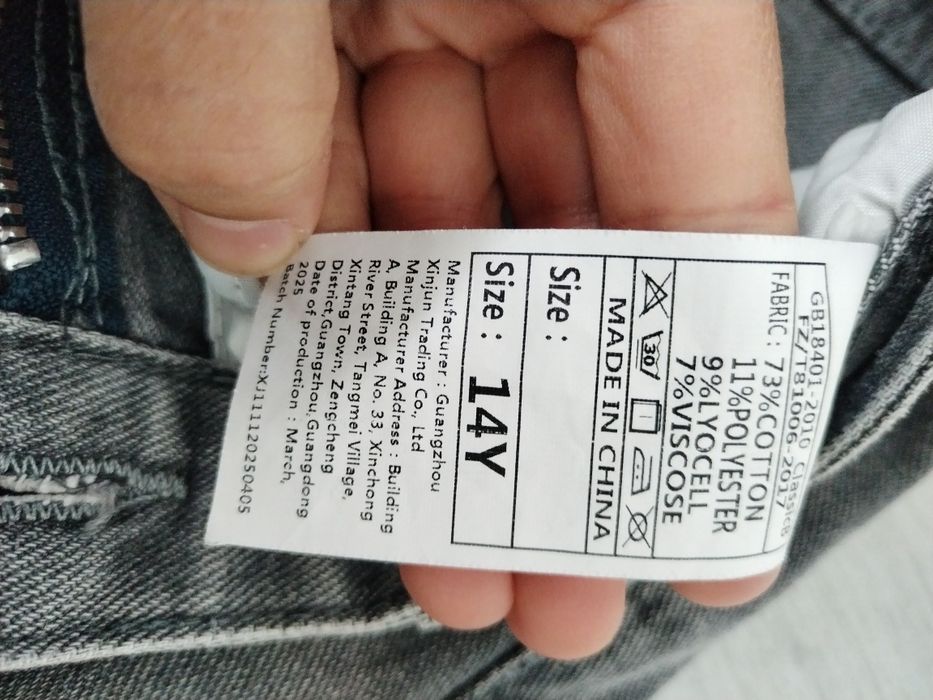 GB18401-2010 ClassicB
FZ/T81006-2017
FABRIC : 73%COTTON
11%POLYESTER
9%LYOCELL
7%VISCOSE
30
MADE IN CHINA
Size :
Size : 14Y
Manufacturer : Guangzhou
Xinjun Trading Co., Ltd
Manufacturer Address : Building
A, Building A, No. 33, Xinchong
River Street, Tangmei Village,
Xintang Town, Zengcheng
District,Guangzhou,Guangdong
Date of production : March,
2025
Batch Number:XJ111120250405